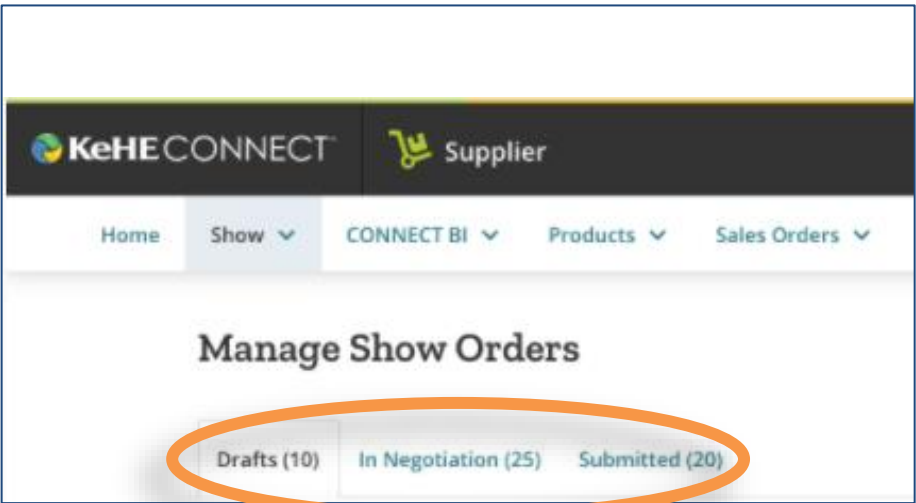 KeHE CONNECT Supplier
Home Show CONNECT BI Products Sales Orders
Manage Show Orders
Drafts (10) In Negotiation (25) Submitted (20)